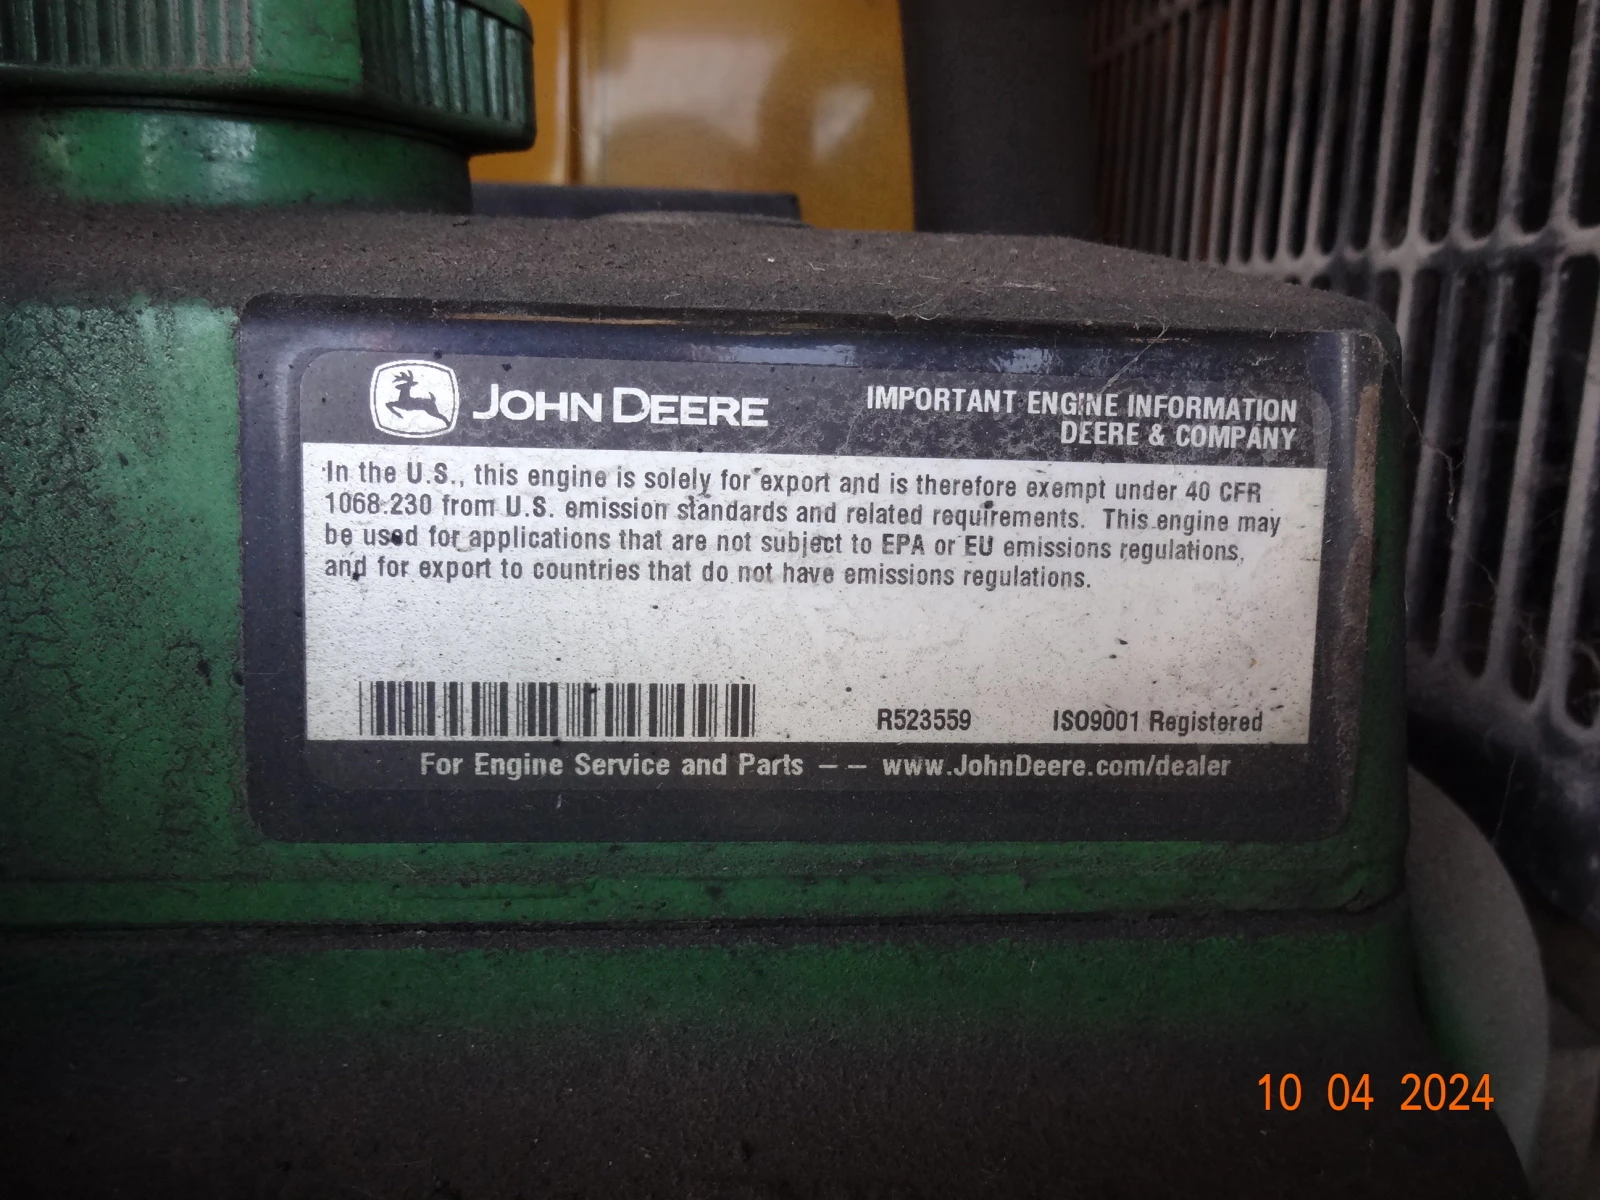 JOHN DEERE
IMPORTANT ENGINE INFORMATION
DEERE & COMPANY
In the U.S., this engine is solely for export and is therefore exempt under 40 CFR
1068.230 from U.S. emission standards and related requirements. This engine may
be used for applications that are not subject to EPA or EU emissions regulations,
and for export to countries that do not have emissions regulations.
R523559
ISO9001 Registered
For Engine Service and Parts – – www.JohnDeere.com/dealer
10 04 2024